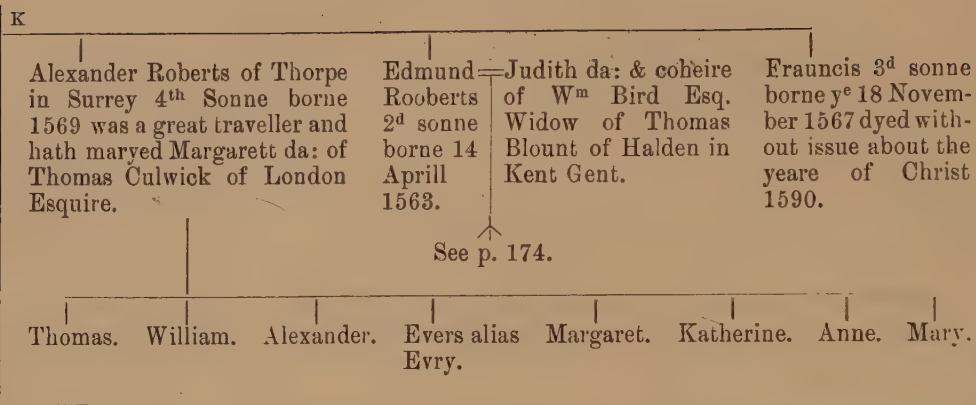 K
Alexander Roberts of Thorpe
in Surrey 4th Sonne borne
1569 was a great traveller and
hath maryed Margarett da: of
Thomas Culwick of London
Esquire.
Edmund
Rooberts
2d sonne
borne 14
Aprill
1563.
Judith da: & coheire
of Wm Bird Esq.
Widow of Thomas
Blount of Halden in
Kent Gent.
Frauncis 3d sonne
borne ye 18 Novem-
ber 1567 dyed with-
out issue about the
yeare of Christ
1590.
See p. 174.
Thomas. William. Alexander. Evers alias Margaret. Katherine. Anne. Mary.
Evry.